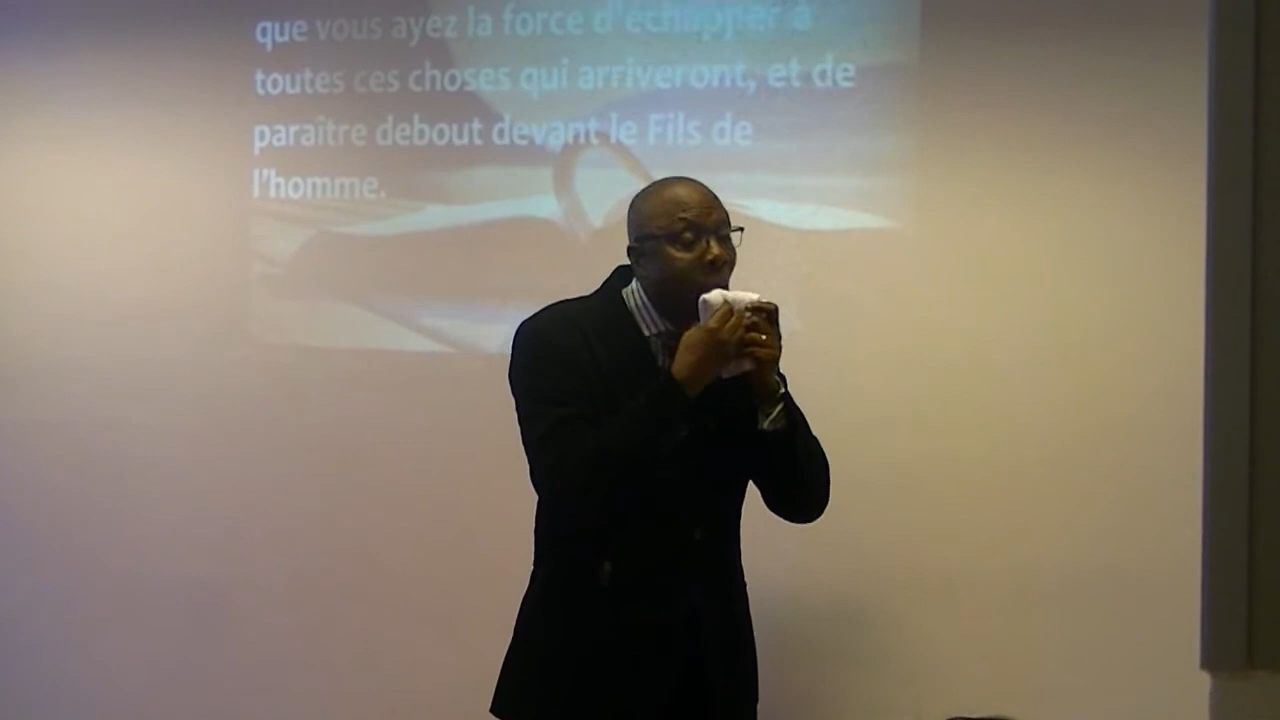 que vous ayez la force d'échapper à
toutes ces choses qui arriveront, et de
paraître debout devant le Fils de
l'homme.